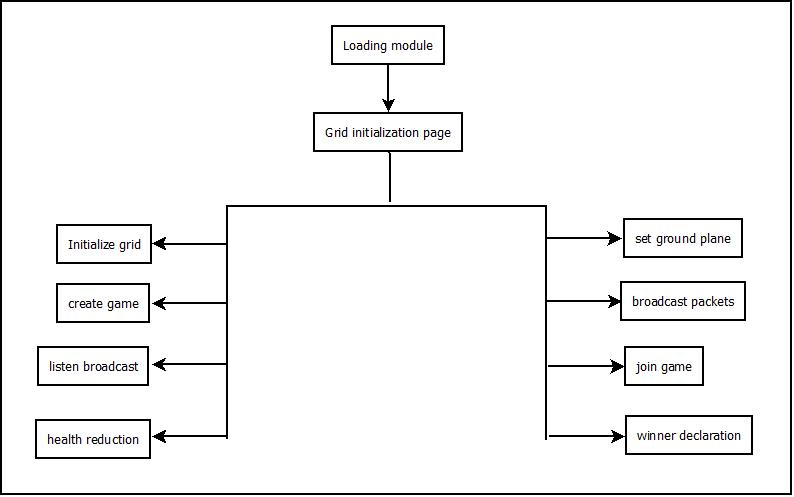 Loading module
Grid initialization page
Initialize grid
set ground plane
create game
broadcast packets
listen broadcast
join game
health reduction
winner declaration